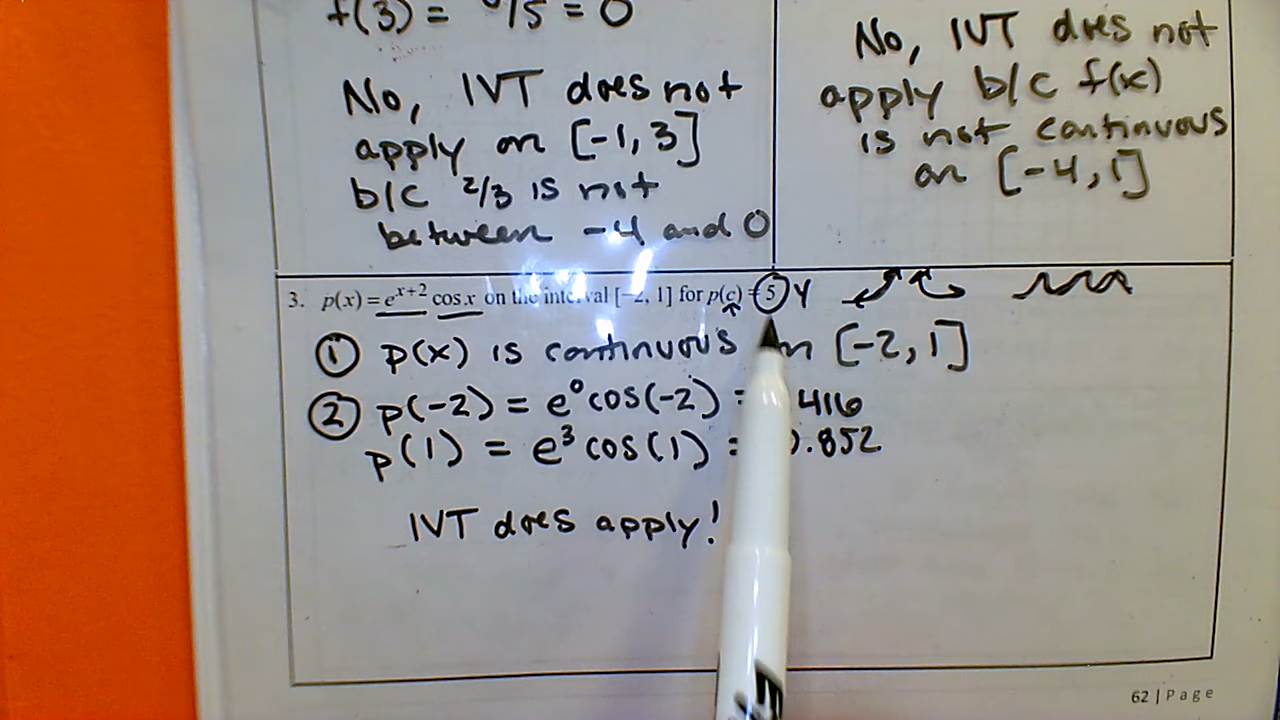 f(3) = 0/5 = 0
No, IVT does not
apply on [-1, 3]
b/c 2/3 is not
between -4 and 0
No, IVT does not
apply b/c f(x)
is not continuous
on [-4, 1]
3. p(x) = e^{x+2} cos x on the interval [-2, 1] for p(c) = 5 y
① p(x) is continuous on [-2, 1]
② p(-2) = e^0 cos(-2) = 416
p(1) = e^3 cos(1) = .852
IVT does apply!
62 | Page